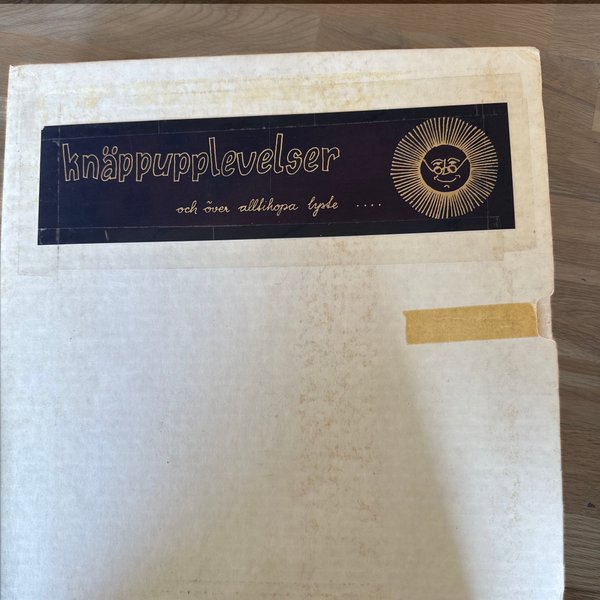 knäppupplevelser
och över alltihopa lyste ....